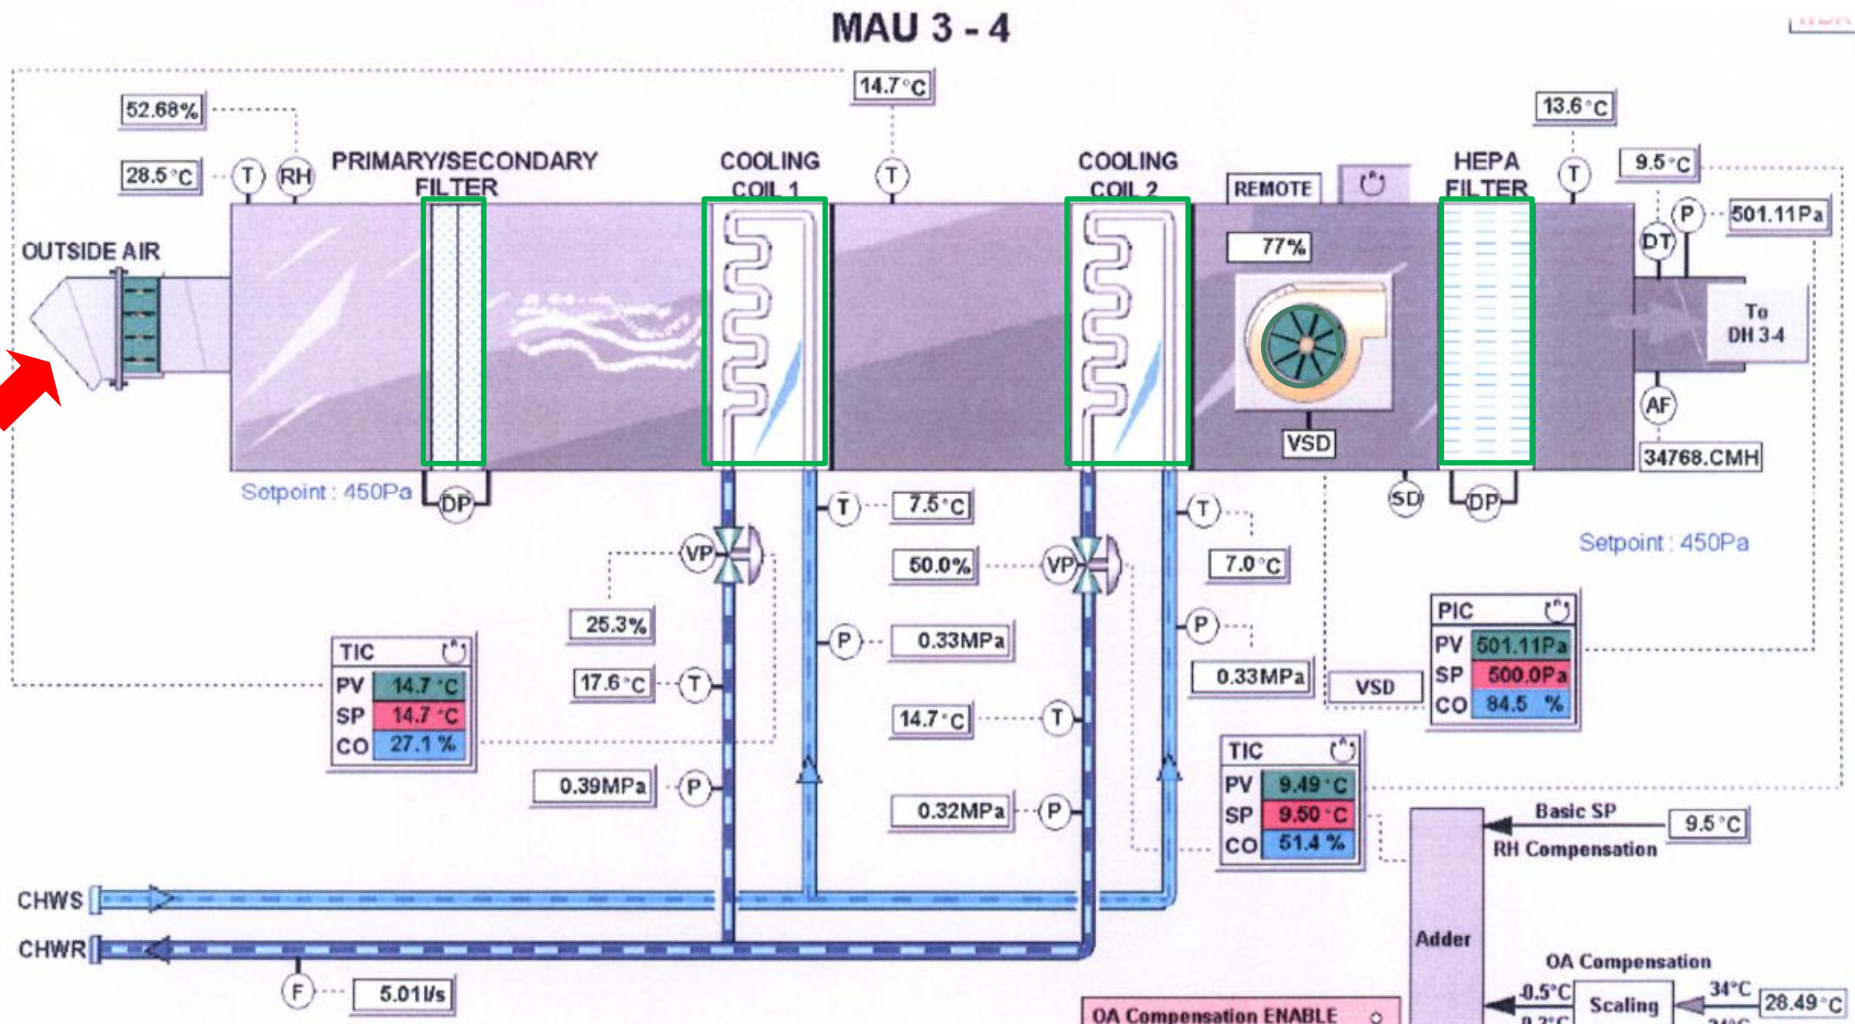 MAU 3 - 4
14.7°C
52.68%
13.6°C
9.5°C
28.5°C
T
RH
PRIMARY/SECONDARY
FILTER
COOLING
COIL 1
T
COOLING
COIL 2
REMOTE
HEPA
FILTER
T
P
501.11Pa
OUTSIDE AIR
77%
DT
To
DH 3-4
AF
VSD
34768.CMH
Setpoint : 450Pa
DP
T
7.5°C
T
SD
DP
Setpoint : 450Pa
VP
50.0%
VP
7.0°C
25.3%
P
0.33MPa
P
0.33MPa
TIC
PV 14.7 °C
SP 14.7 °C
CO 27.1 %
17.6°C
T
14.7°C
T
VSD
PIC
PV 501.11Pa
SP 500.0Pa
CO 84.5 %
0.39MPa
P
0.32MPa
P
TIC
PV 9.49 °C
SP 9.50 °C
CO 51.4 %
Basic SP
9.5°C
RH Compensation
CHWS
CHWR
F
5.01l/s
Adder
OA Compensation
-0.5°C
Scaling
34°C
28.49°C
OA Compensation ENABLE